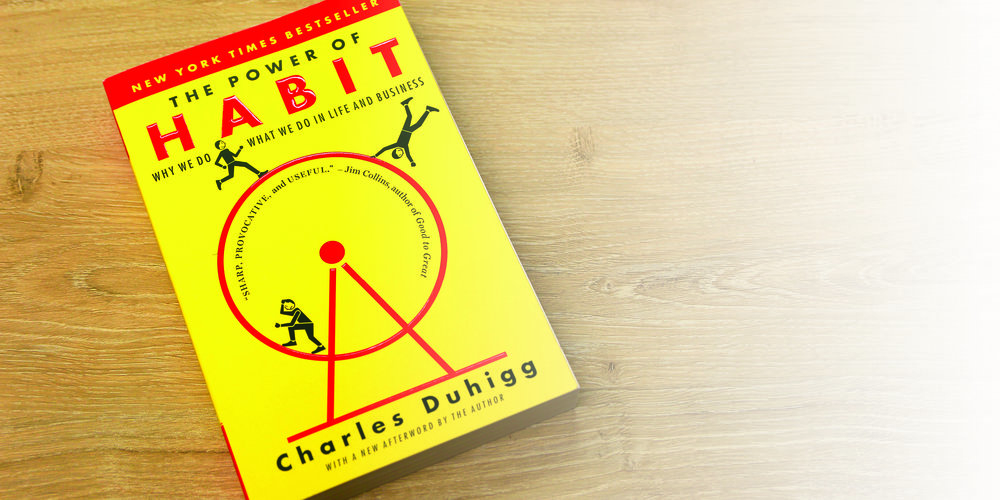 NEW YORK TIMES BESTSELLER
THE POWER OF
HABIT
WHY WE DO WHAT WE DO IN LIFE AND BUSINESS
"SHARP, PROVOCATIVE, and USEFUL." –Jim Collins, author of Good to Great
Charles Duhigg
WITH A NEW AFTERWORD BY THE AUTHOR